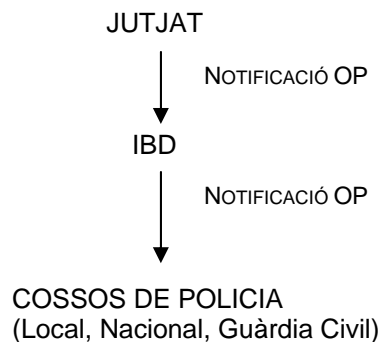 JUTJAT
NOTIFICACIÓ OP
IBD
NOTIFICACIÓ OP
COSSOS DE POLICIA
(Local, Nacional, Guàrdia Civil)